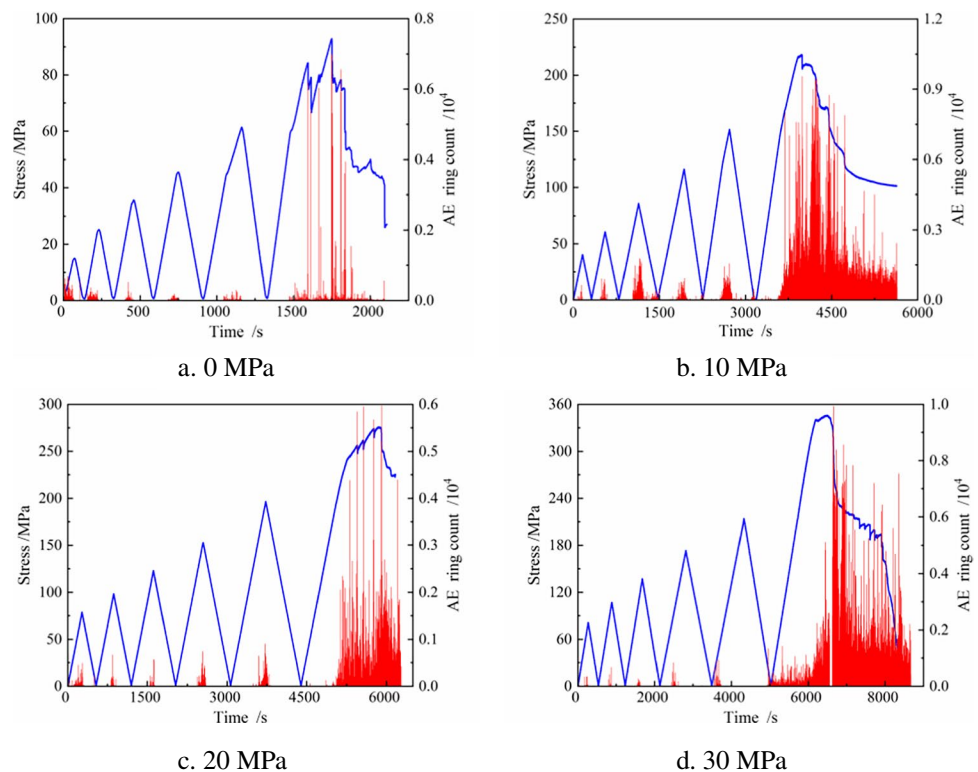 100
80
60
40
20
0
0.8
0.6
0.4
0.2
0.0
Stress /MPa
AE ring count /10⁴
0 500 1000 1500 2000
Time /s
a. 0 MPa
250
200
150
100
50
0
1.2
0.9
0.6
0.3
0.0
Stress /MPa
AE ring count /10⁴
0 1500 3000 4500 6000
Time /s
b. 10 MPa
300
250
200
150
100
50
0
0.6
0.5
0.4
0.3
0.2
0.1
0.0
Stress /MPa
AE ring count /10⁴
0 1500 3000 4500 6000
Time /s
c. 20 MPa
360
300
240
180
120
60
0
1.0
0.8
0.6
0.4
0.2
0.0
Stress /MPa
AE ring count /10⁴
0 2000 4000 6000 8000
Time /s
d. 30 MPa